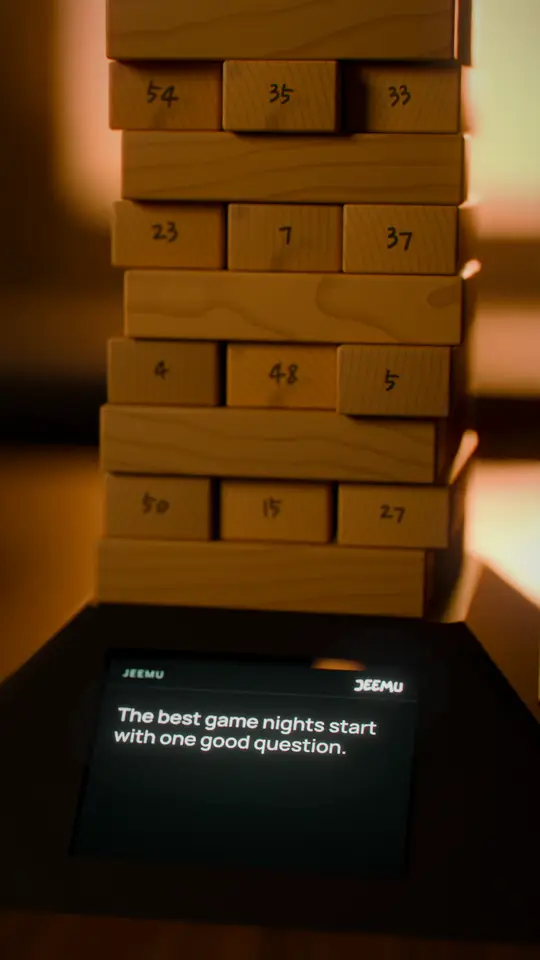 54 35 33
23 7 37
4 48 5
50 15 27
JEEMU JEEMU
The best game nights start
with one good question.